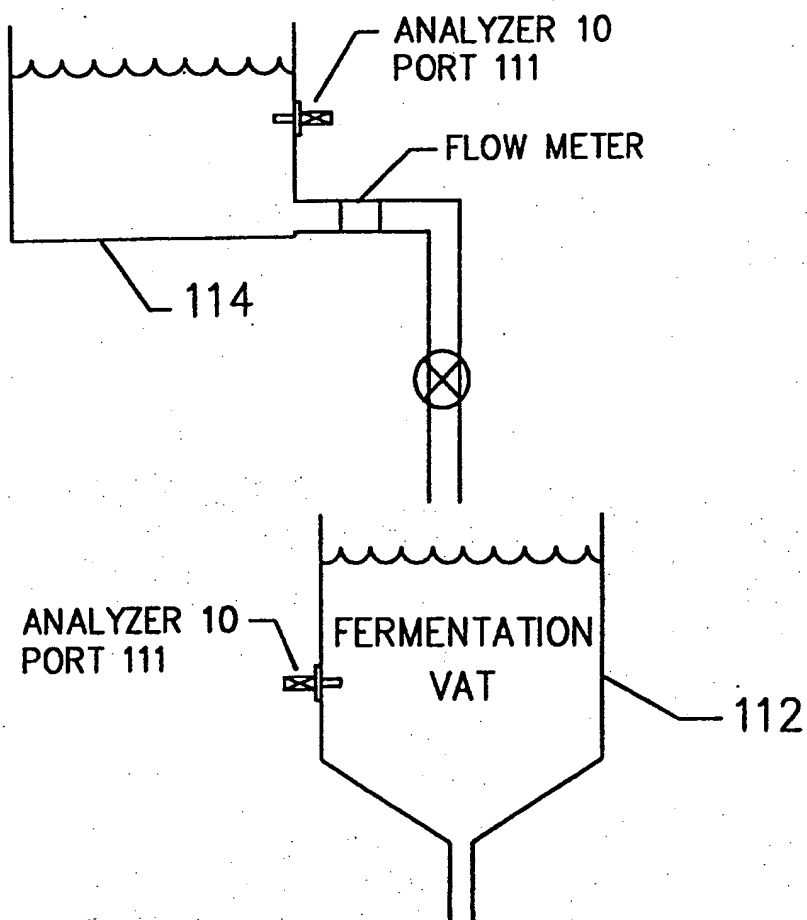 ANALYZER 10
PORT 111
FLOW METER
114
ANALYZER 10
PORT 111
FERMENTATION
VAT
112